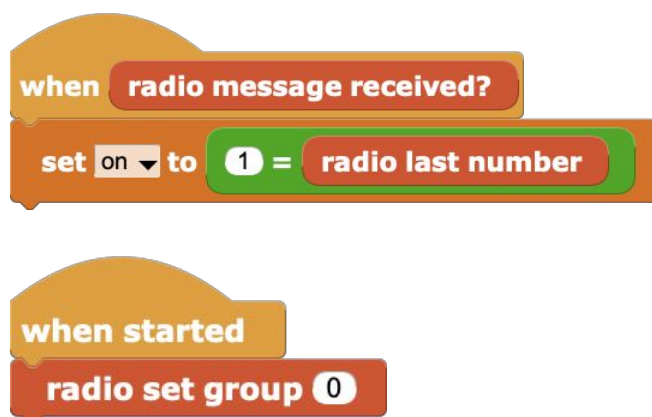 when radio message received?
set on to 1 = radio last number
when started
radio set group 0